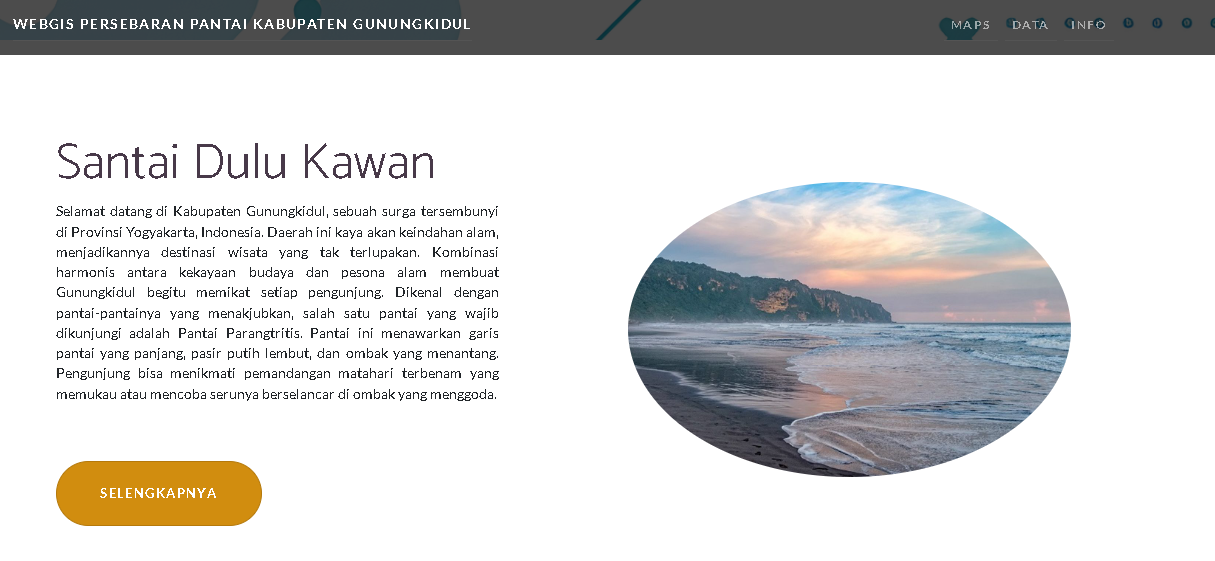 WEBGIS PERSEBARAN PANTAI KABUPATEN GUNUNGKIDUL
MAPS DATA INFO
Santai Dulu Kawan
Selamat datang di Kabupaten Gunungkidul, sebuah surga tersembunyi
di Provinsi Yogyakarta, Indonesia. Daerah ini kaya akan keindahan alam,
menjadikannya destinasi wisata yang tak terlupakan. Kombinasi
harmonis antara kekayaan budaya dan pesona alam membuat
Gunungkidul begitu memikat setiap pengunjung. Dikenal dengan
pantai-pantainya yang menakjubkan, salah satu pantai yang wajib
dikunjungi adalah Pantai Parangtritis. Pantai ini menawarkan garis
pantai yang panjang, pasir putih lembut, dan ombak yang menantang.
Pengunjung bisa menikmati pemandangan matahari terbenam yang
memukau atau mencoba serunya berselancar di ombak yang menggoda.
SELENGKAPNYA